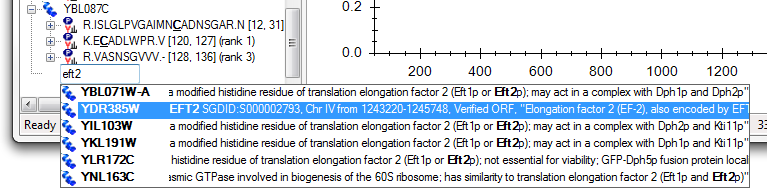 YBL087C
R.ISLGLPVGAIMNCADNSGAR.N [12, 31]
K.ECADLWPR.V [120, 127] (rank 1)
R.VASNSGVVV.- [128, 136] (rank 3)
eft2
0.2
0.0
200 400 600 800 1000 1200
YBL071W-A a modified histidine residue of translation elongation factor 2 (Eft1p or Eft2p); may act in a complex with Dph1p and Dph2p"
YDR385W EFT2 SGDID:S000002793, Chr IV from 1243220-1245748, Verified ORF, "Elongation factor 2 (EF-2), also encoded by EFT
YIL103W a modified histidine residue of translation elongation factor 2 (Eft1p or Eft2p); may act in a complex with Dph2p and Kti11p"
YKL191W a modified histidine residue of translation elongation factor 2 (Eft1p or Eft2p); may act in a complex with Dph1p and Kti11p"
YLR172C histidine residue of translation elongation factor 2 (Eft1p or Eft2p); not essential for viability; GFP-Dph5p fusion protein local
YNL163C asmic GTPase involved in biogenesis of the 60S ribosome; has similarity to translation elongation factor 2 (Eft1p and Eft2p)"
Ready
33